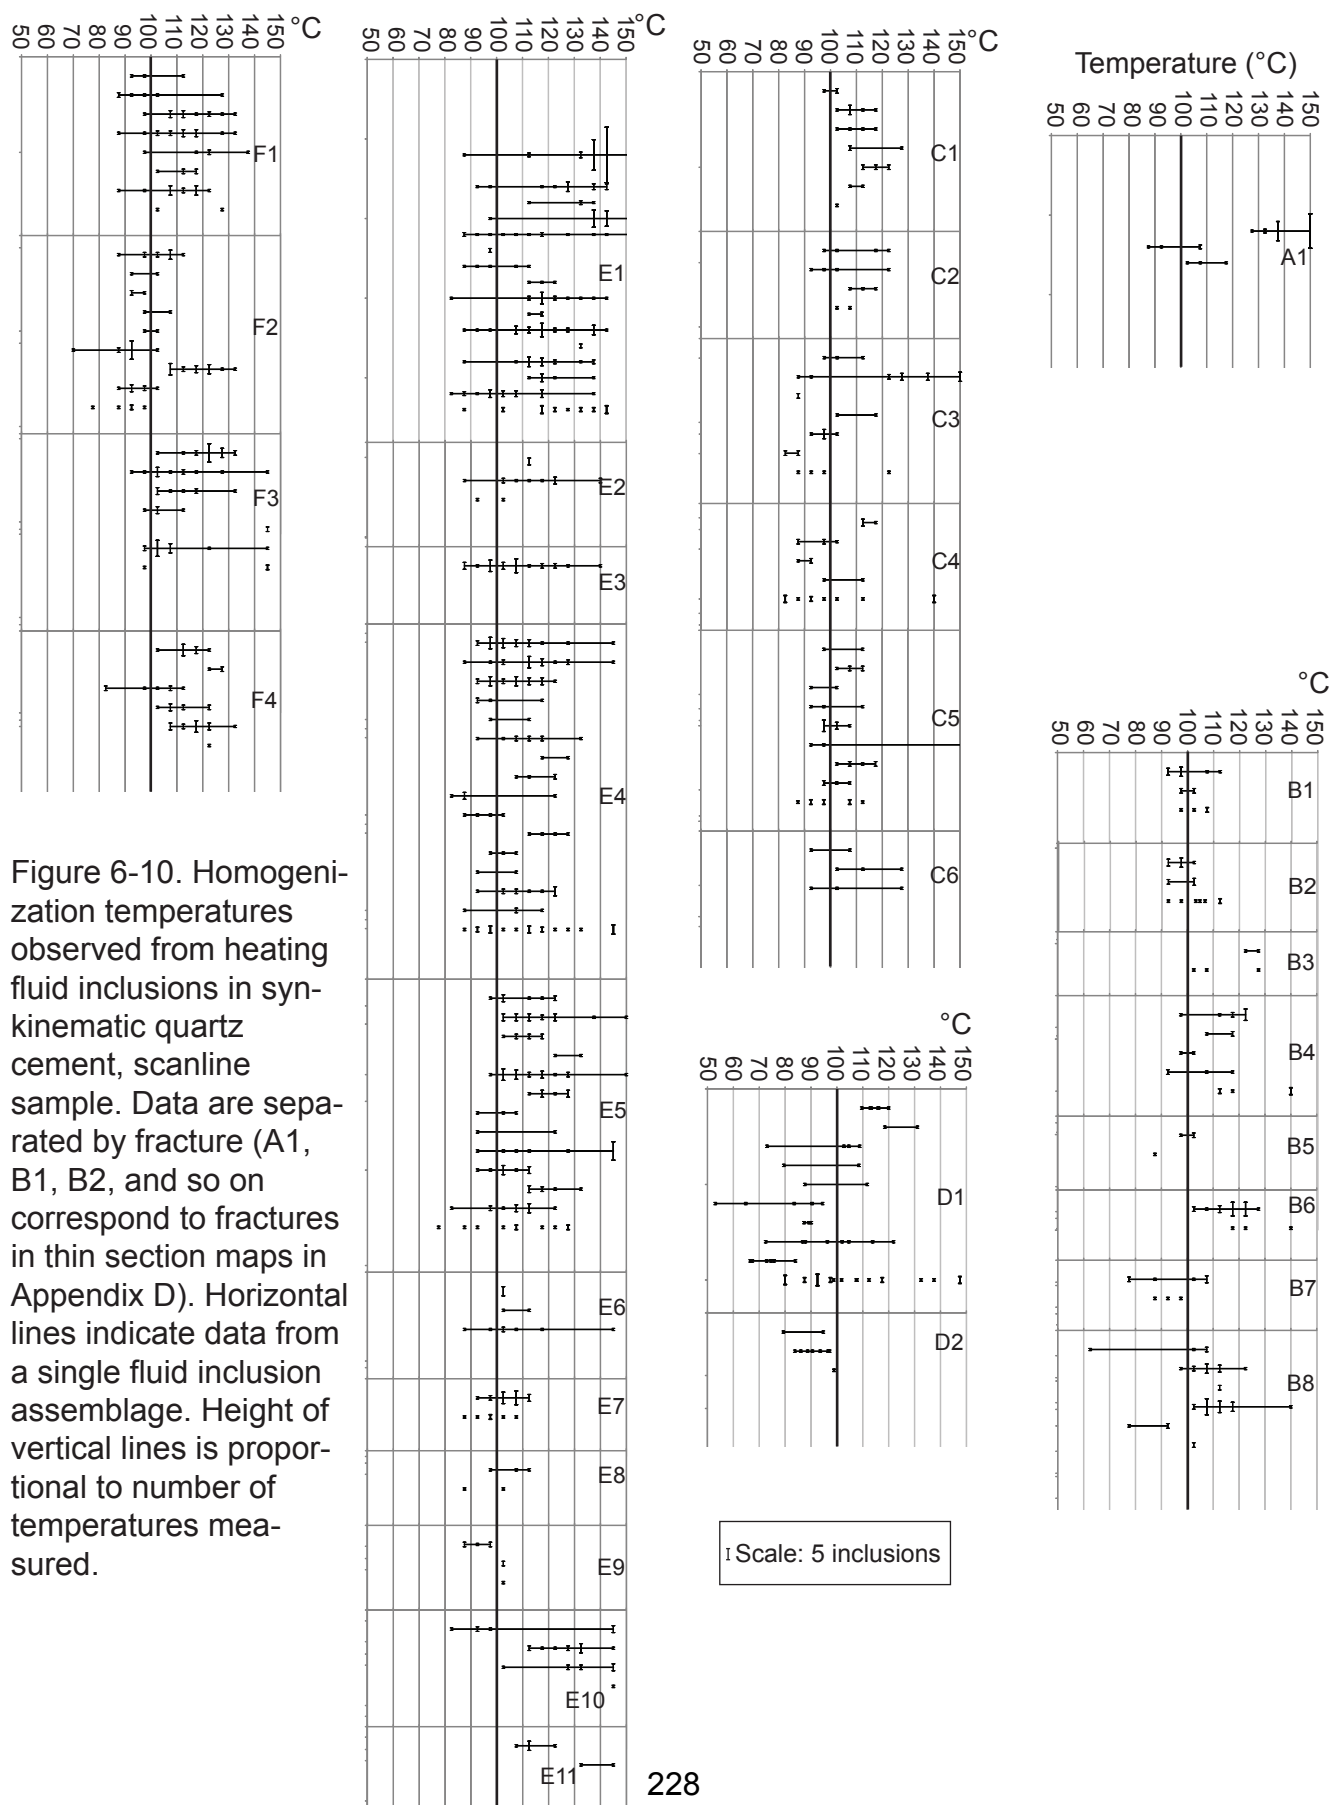 50 60 70 80 90 100 110 120 130 140 150 °C
F1
F2
F3
F4
50 60 70 80 90 100 110 120 130 140 150 °C
E1
E2
E3
E4
E5
E6
E7
E8
E9
E10
E11
50 60 70 80 90 100 110 120 130 140 150 °C
C1
C2
C3
C4
C5
C6
°C
50 60 70 80 90 100 110 120 130 140 150
D1
D2
Temperature (°C)
50 60 70 80 90 100 110 120 130 140 150
A1
°C
50 60 70 80 90 100 110 120 130 140 150
B1
B2
B3
B4
B5
B6
B7
B8
Scale: 5 inclusions
Figure 6-10. Homogeni-
zation temperatures
observed from heating
fluid inclusions in syn-
kinematic quartz
cement, scanline
sample. Data are sepa-
rated by fracture (A1,
B1, B2, and so on
correspond to fractures
in thin section maps in
Appendix D). Horizontal
lines indicate data from
a single fluid inclusion
assemblage. Height of
vertical lines is propor-
tional to number of
temperatures mea-
sured.
228